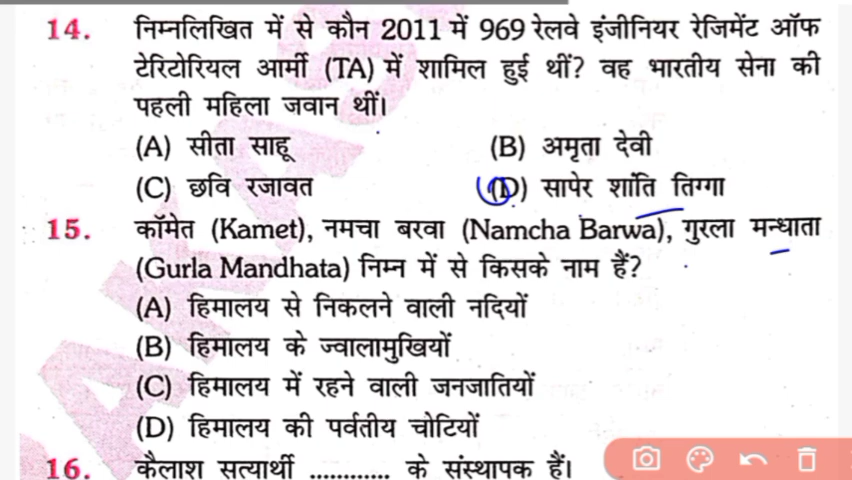 14. निम्नलिखित में से कौन 2011 में 969 रेलवे इंजीनियर रेजिमेंट ऑफ
टेरिटोरियल आर्मी (TA) में शामिल हुई थीं? वह भारतीय सेना की
पहली महिला जवान थीं।
(A) सीता साहू (B) अमृता देवी
(C) छवि रजावत (D) सापेर शांति तिग्गा
15. कॉमेत (Kamet), नमचा बरवा (Namcha Barwa), गुरला मन्धाता
(Gurla Mandhata) निम्न में से किसके नाम हैं?
(A) हिमालय से निकलने वाली नदियों
(B) हिमालय के ज्वालामुखियों
(C) हिमालय में रहने वाली जनजातियों
(D) हिमालय की पर्वतीय चोटियों
16. कैलाश सत्यार्थी ............ के संस्थापक हैं।